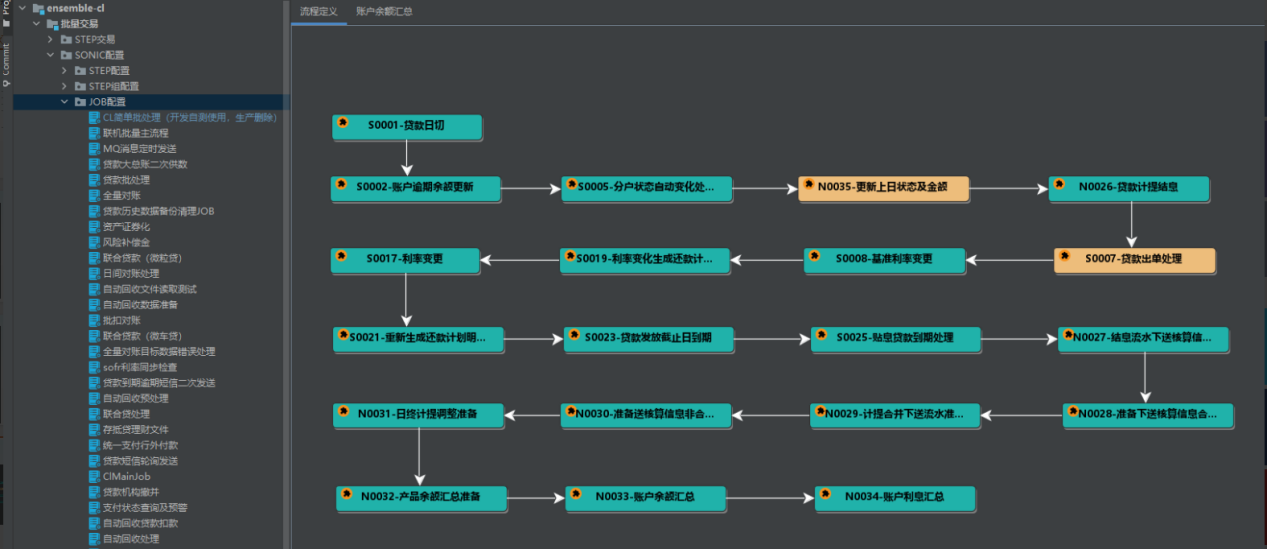 Proj
Commit
ensemble-cl
批量交易
STEP交易
SONIC配置
STEP配置
STEP组配置
JOB配置
CL简单批处理（开发自测使用，生产删除）
联机批量主流程
MQ消息定时发送
贷款大总账二次供数
贷款批处理
全量对账
贷款历史数据备份清理JOB
资产证券化
风险补偿金
联合贷款（微粒贷）
日间对账处理
自动回收文件读取测试
自动回收数据准备
批扣对账
联合贷款（微车贷）
全量对账目标数据错误处理
sofr利率同步检查
贷款到期逾期短信二次发送
自动回收预处理
联合贷处理
存抵贷理财文件
统一支付行外付款
贷款短信轮询发送
ClMainJob
贷款机构撤并
支付状态查询及预警
自动回收贷款扣款
自动回收处理
流程定义
账户余额汇总
S0001-贷款日切
S0002-账户逾期余额更新
S0005-分户状态自动变化处...
N0035-更新上日状态及金额
N0026-贷款计提结息
S0017-利率变更
S0019-利率变化生成还款计...
S0008-基准利率变更
S0007-贷款出单处理
S0021-重新生成还款计划明...
S0023-贷款发放截止日到期
S0025-贴息贷款到期处理
N0027-结息流水下送核算信...
N0031-日终计提调整准备
N0030-准备送核算信息非合...
N0029-计提合并下送流水准...
N0028-准备下送核算信息合...
N0032-产品余额汇总准备
N0033-账户余额汇总
N0034-账户利息汇总